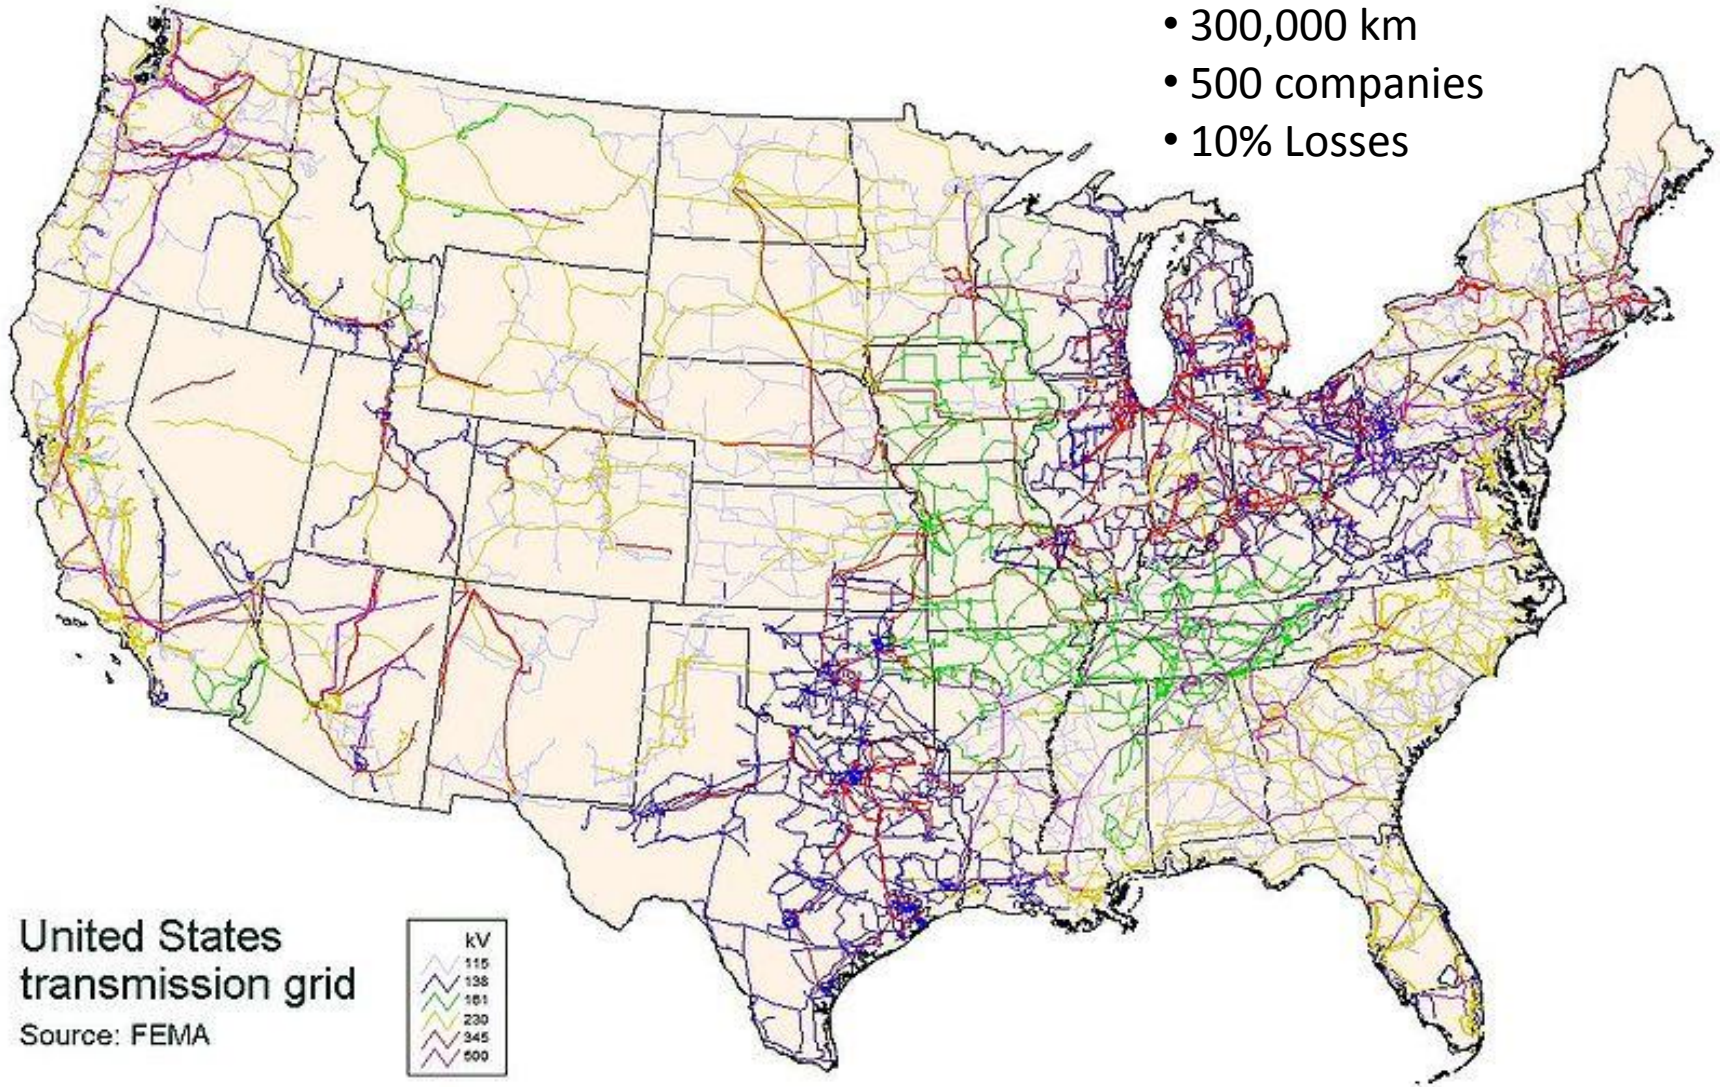 • 300,000 km
• 500 companies
• 10% Losses
United States
transmission grid
Source: FEMA
kV
115
138
161
230
345
500